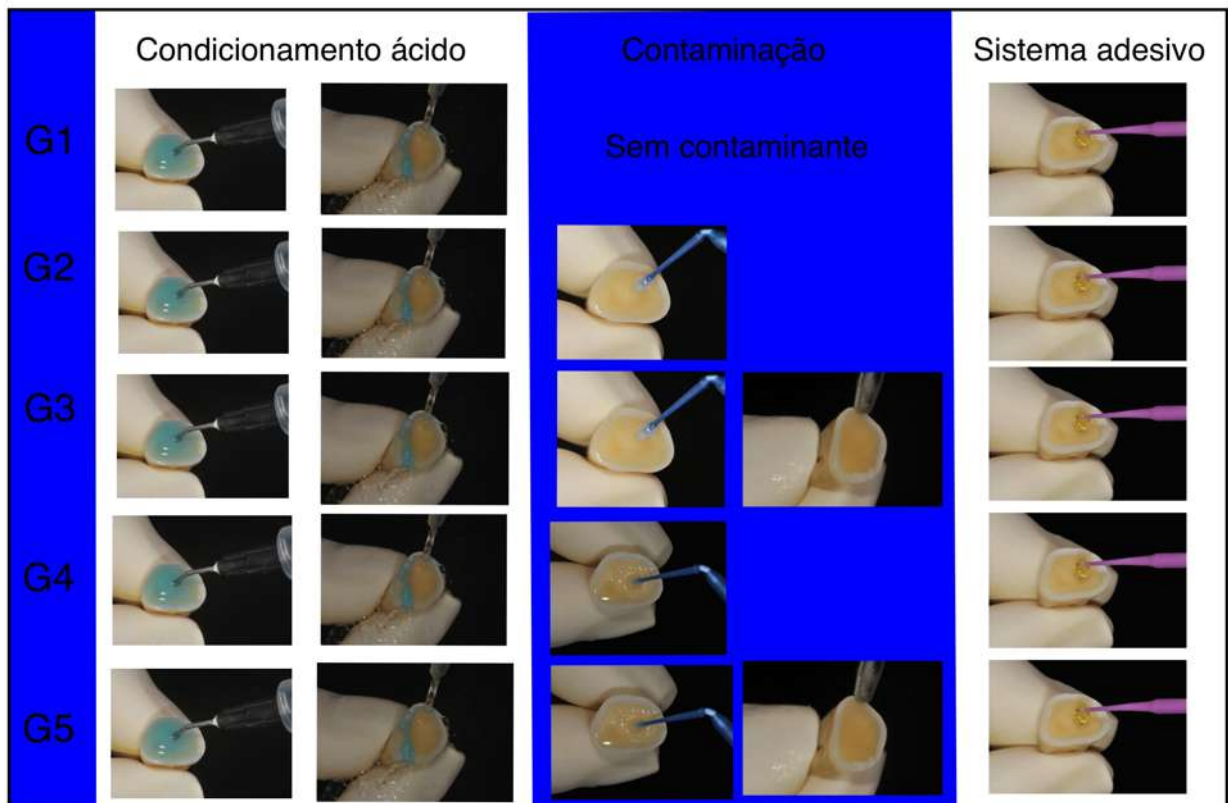 Condicionamento ácido
Contaminação
Sistema adesivo
G1
Sem contaminante
G2
G3
G4
G5